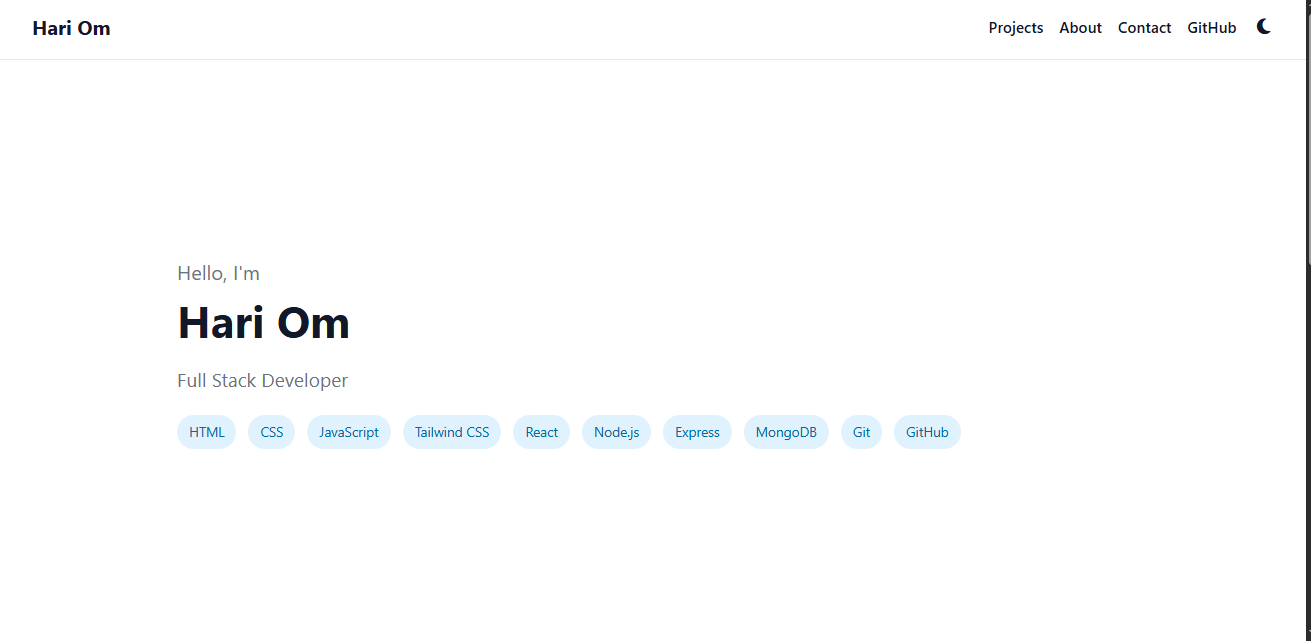 Hari Om
Projects About Contact GitHub
Hello, I'm
Hari Om
Full Stack Developer
HTML CSS JavaScript Tailwind CSS React Node.js Express MongoDB Git GitHub